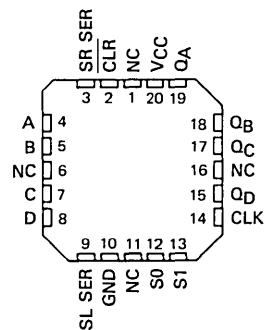 SR SER
CLR
NC
VCC
QA
3 2 1 20 19
A 4
B 5
NC 6
C 7
D 8
18 QB
17 QC
16 NC
15 QD
14 CLK
9 10 11 12 13
SL SER
GND
NC
S0
S1